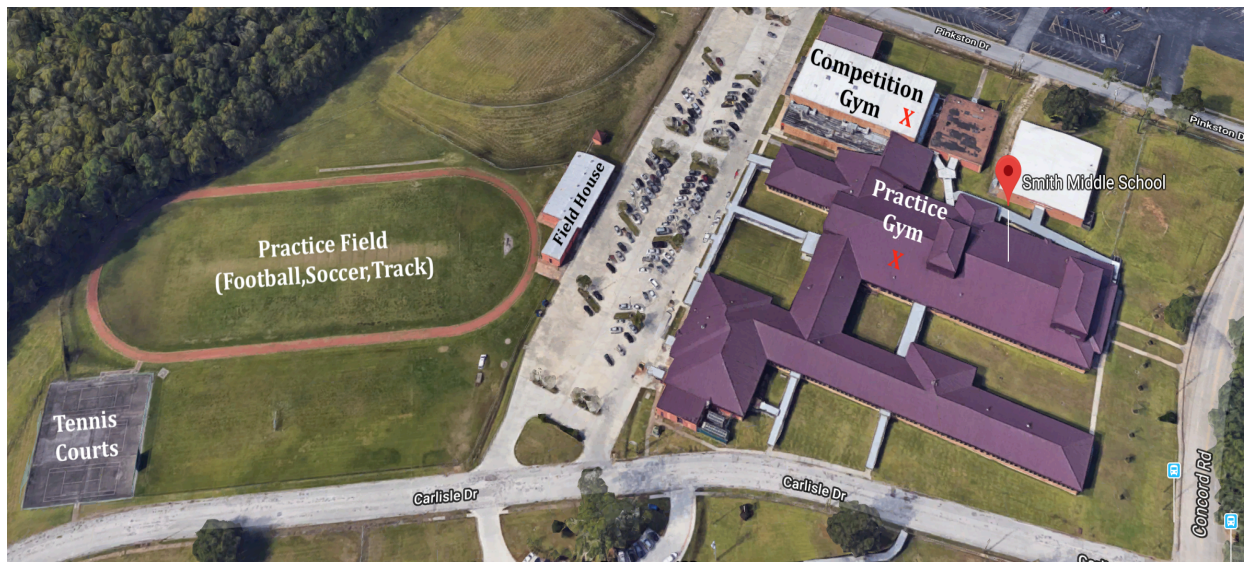 Pinkston Dr
Competition
Gym X
Pinkston D
Smith Middle School
Field House
Practice
Gym
X
Practice Field
(Football,Soccer,Track)
Tennis
Courts
Carlisle Dr
Carlisle Dr
Concord Rd